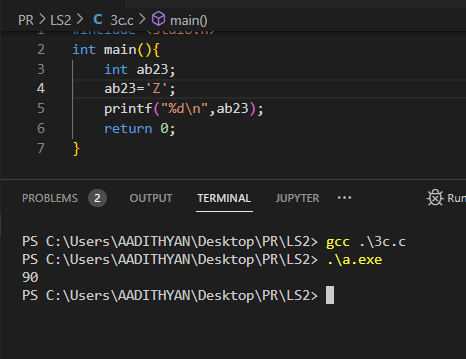 PR > LS2 > C 3c.c > main()
1 #include <stdio.h>
2 int main(){
3 int ab23;
4 ab23='Z';
5 printf("%d\n",ab23);
6 return 0;
7 }
PROBLEMS 2 OUTPUT TERMINAL JUPYTER ··· Run
PS C:\Users\AADITHYAN\Desktop\PR\LS2> gcc .\3c.c
PS C:\Users\AADITHYAN\Desktop\PR\LS2> .\a.exe
90
PS C:\Users\AADITHYAN\Desktop\PR\LS2>